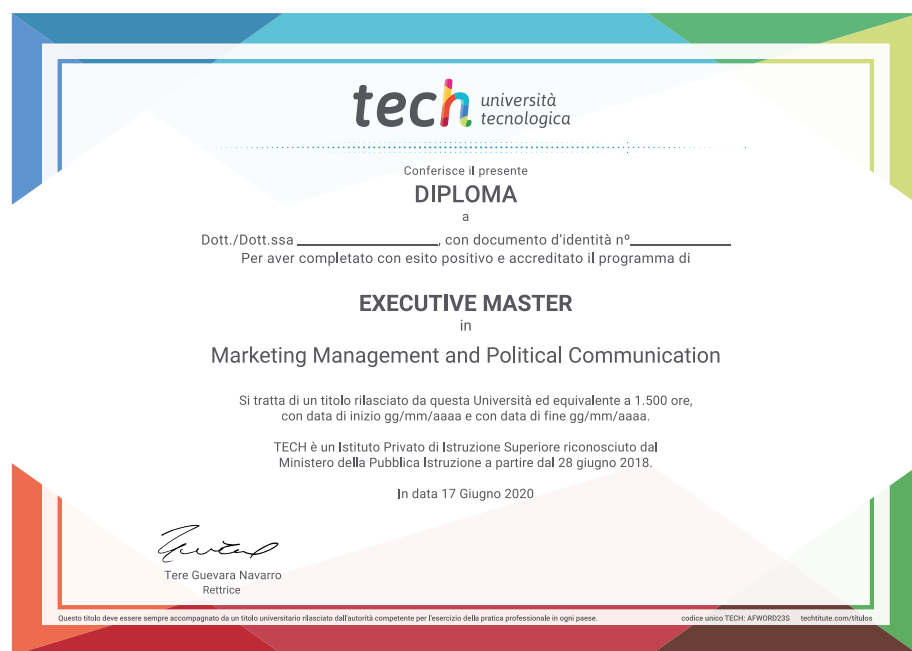 tech università
tecnologica
Conferisce il presente
DIPLOMA
a
Dott./Dott.ssa ____________________, con documento d'identità nº______________
Per aver completato con esito positivo e accreditato il programma di
EXECUTIVE MASTER
in
Marketing Management and Political Communication
Si tratta di un titolo rilasciato da questa Università ed equivalente a 1.500 ore,
con data di inizio gg/mm/aaaa e con data di fine gg/mm/aaaa.
TECH è un Istituto Privato di Istruzione Superiore riconosciuto dal
Ministero della Pubblica Istruzione a partire dal 28 giugno 2018.
In data 17 Giugno 2020
Tere Guevara Navarro
Rettrice
Questo titolo deve essere sempre accompagnato da un titolo universitario rilasciato dall'autorità competente per l'esercizio della pratica professionale in ogni paese. codice unico TECH: AFWORD23S techtitute.com/titulos